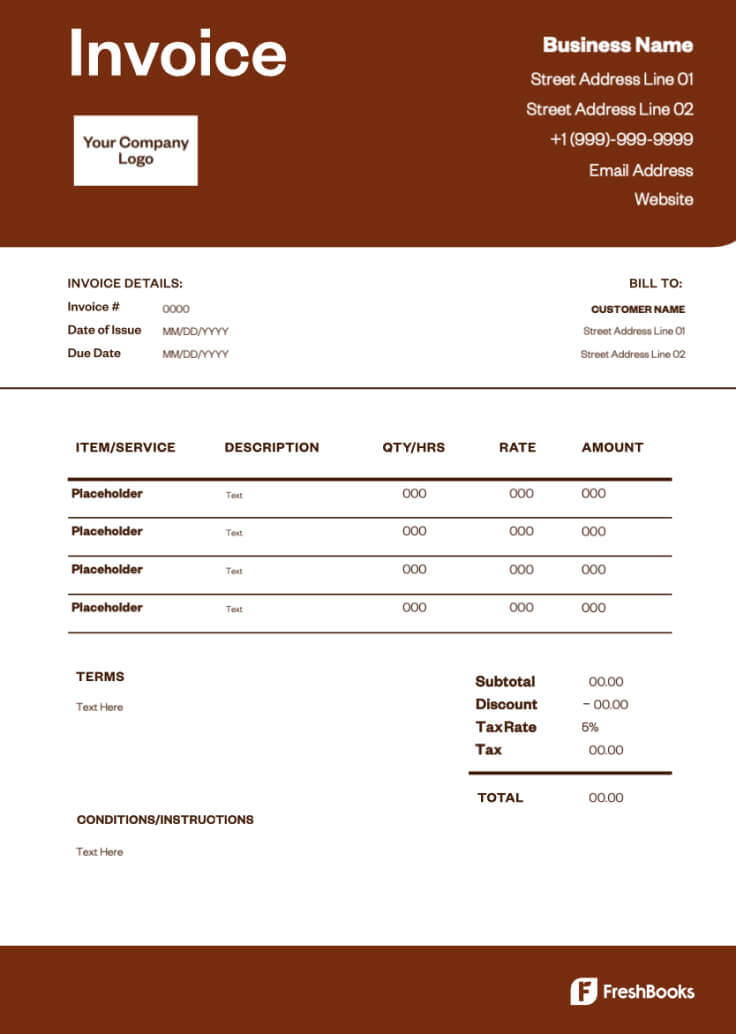 Invoice
Your Company
Logo
Business Name
Street Address Line 01
Street Address Line 02
+1 (999)-999-9999
Email Address
Website
INVOICE DETAILS:
Invoice # 0000
Date of Issue MM/DD/YYYY
Due Date MM/DD/YYYY
BILL TO:
CUSTOMER NAME
Street Address Line 01
Street Address Line 02
ITEM/SERVICE DESCRIPTION QTY/HRS RATE AMOUNT
Placeholder Text 000 000 000
Placeholder Text 000 000 000
Placeholder Text 000 000 000
Placeholder Text 000 000 000
TERMS
Text Here
Subtotal 00.00
Discount – 00.00
Tax Rate 5%
Tax 00.00
TOTAL 00.00
CONDITIONS/INSTRUCTIONS
Text Here
F FreshBooks